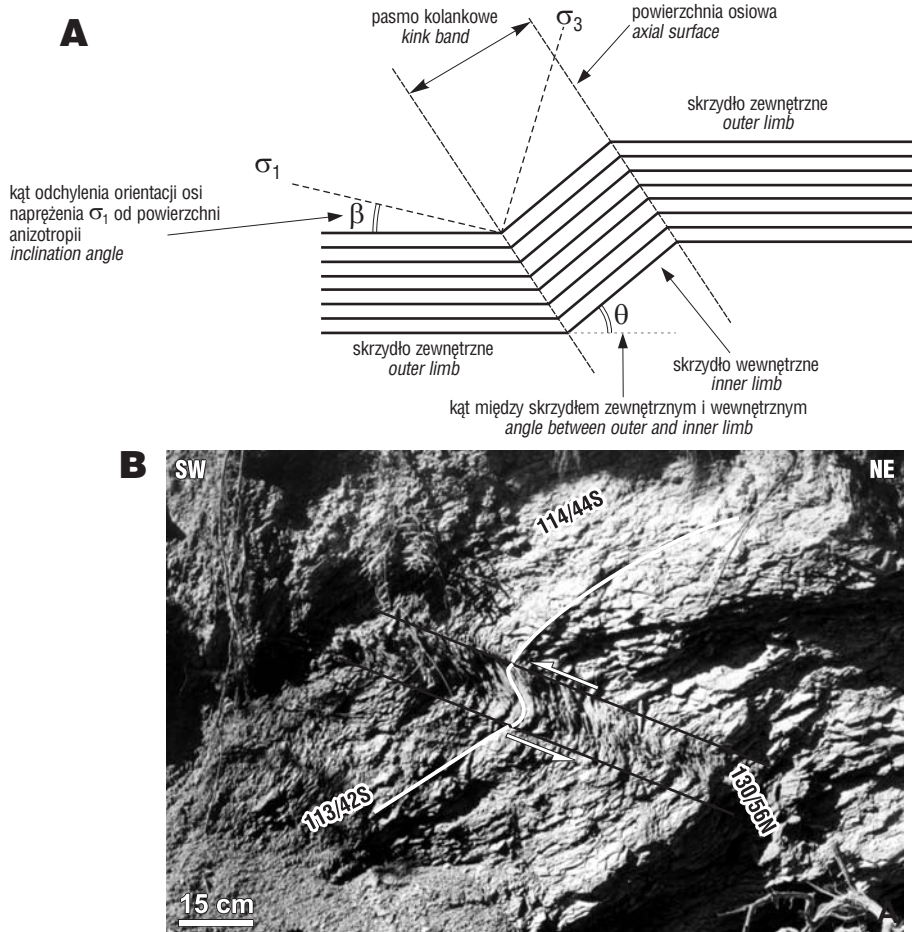 A
pasmo kolankowe
kink band
σ3
powierzchnia osiowa
axial surface
skrzydło zewnętrzne
outer limb
σ1
kąt odchylenia orientacji osi
naprężenia σ1 od powierzchni
anizotropii
inclination angle
β
θ
skrzydło zewnętrzne
outer limb
skrzydło wewnętrzne
inner limb
kąt między skrzydłem zewnętrznym i wewnętrznym
angle between outer and inner limb
B
SW
NE
114/44S
113/42S
130/56N
15 cm
A